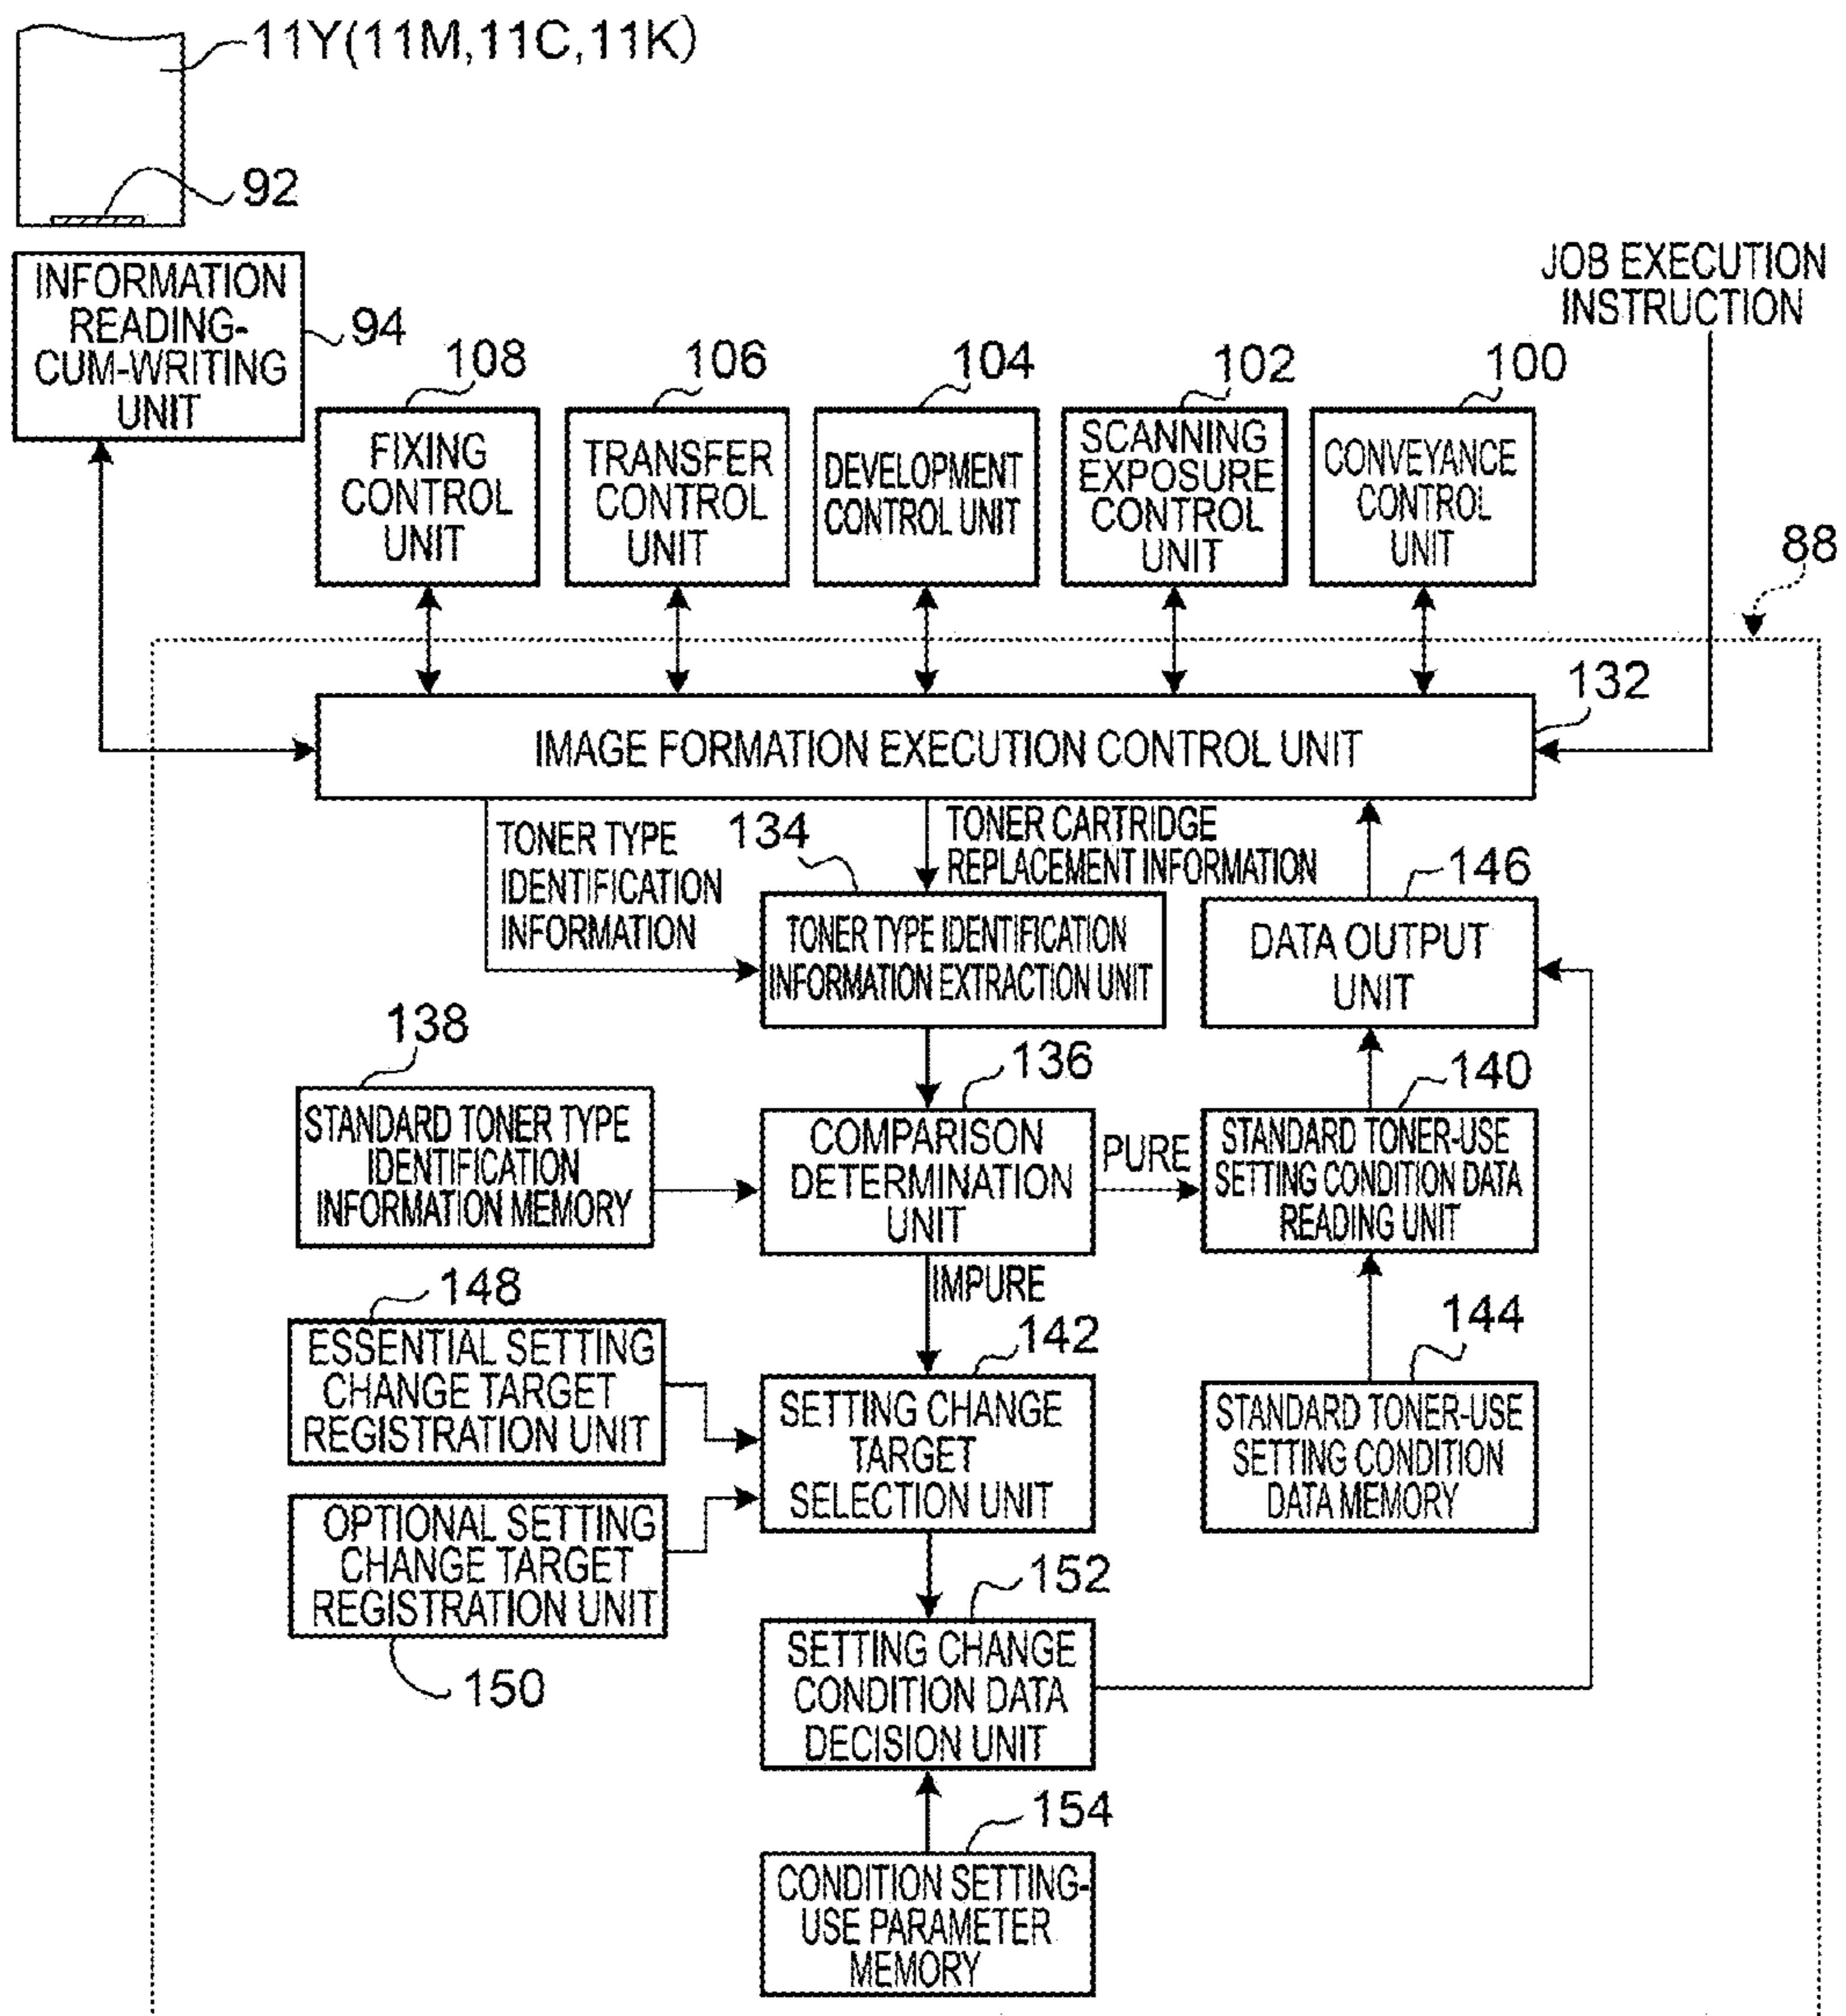 11Y(11M,11C,11K)
92
INFORMATION
READING-
CUM-WRITING
UNIT
94
JOB EXECUTION
INSTRUCTION
108
FIXING
CONTROL
UNIT
106
TRANSFER
CONTROL
UNIT
104
DEVELOPMENT
CONTROL UNIT
102
SCANNING
EXPOSURE
CONTROL
UNIT
100
CONVEYANCE
CONTROL
UNIT
88
132
IMAGE FORMATION EXECUTION CONTROL UNIT
TONER TYPE
IDENTIFICATION
INFORMATION
134
TONER CARTRIDGE
REPLACEMENT INFORMATION
TONER TYPE IDENTIFICATION
INFORMATION EXTRACTION UNIT
146
DATA OUTPUT
UNIT
138
STANDARD TONER TYPE
IDENTIFICATION
INFORMATION MEMORY
136
COMPARISON
DETERMINATION
UNIT
PURE
140
STANDARD TONER-USE
SETTING CONDITION DATA
READING UNIT
IMPURE
148
ESSENTIAL SETTING
CHANGE TARGET
REGISTRATION UNIT
142
SETTING CHANGE
TARGET
SELECTION UNIT
144
STANDARD TONER-USE
SETTING CONDITION
DATA MEMORY
OPTIONAL SETTING
CHANGE TARGET
REGISTRATION UNIT
150
152
SETTING CHANGE
CONDITION DATA
DECISION UNIT
154
CONDITION SETTING-
USE PARAMETER
MEMORY